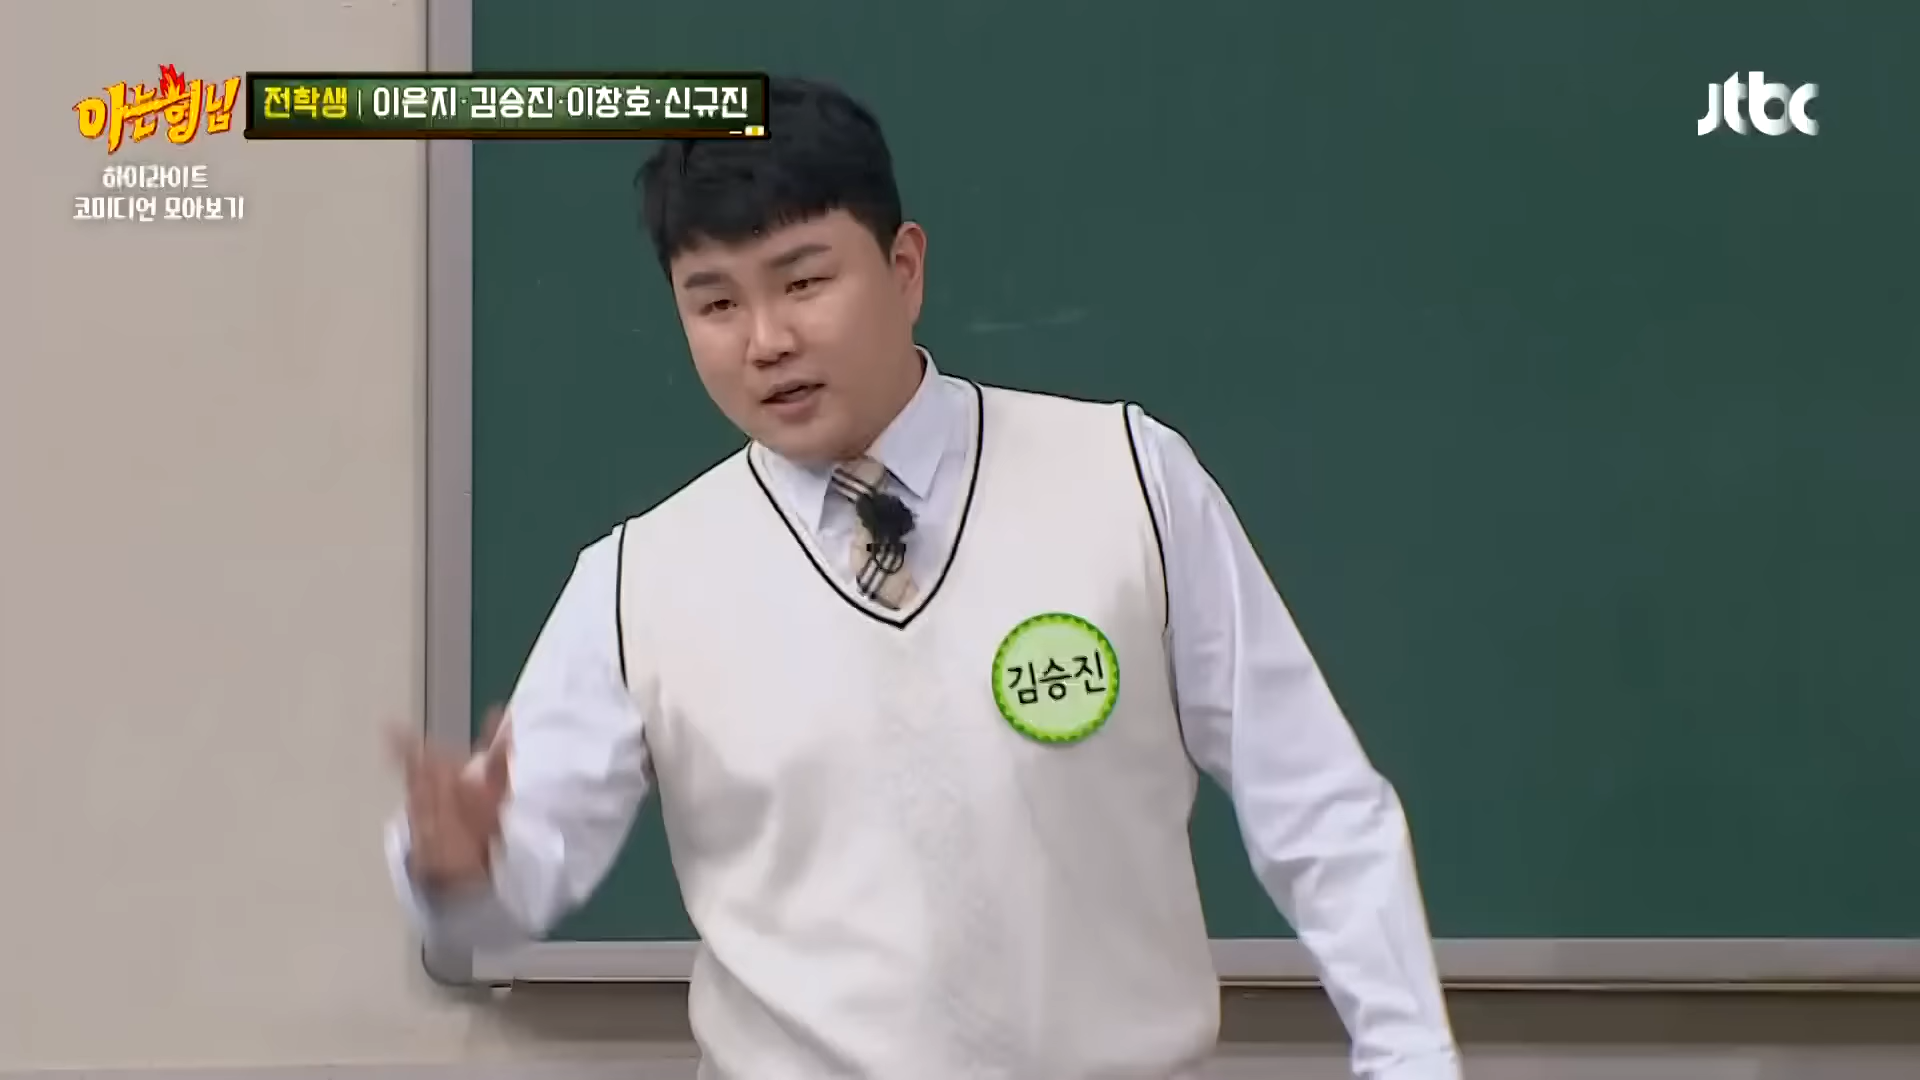 아는형님
전학생 | 이은지·김승진·이창호·신규진
jtbc
하이라이트
코미디언 모아보기
김승진